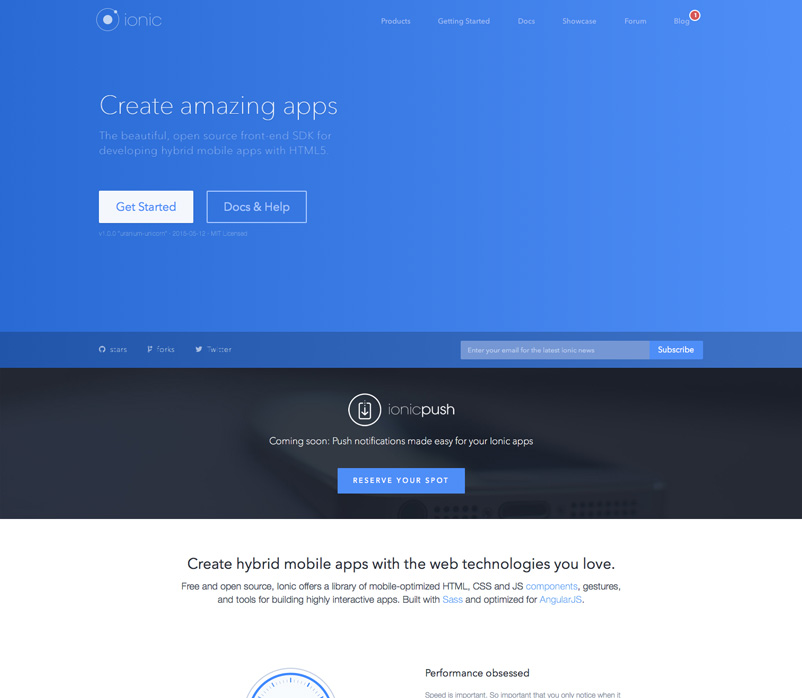 ionic
Products Getting Started Docs Showcase Forum Blog 1
Create amazing apps
The beautiful, open source front-end SDK for
developing hybrid mobile apps with HTML5.
Get Started Docs & Help
v1.0.0 "uranium-unicorn" - 2015-05-12 - MIT Licensed
stars forks Twitter
Enter your email for the latest ionic news Subscribe
ionicpush
Coming soon: Push notifications made easy for your Ionic apps
RESERVE YOUR SPOT
Create hybrid mobile apps with the web technologies you love.
Free and open source, Ionic offers a library of mobile-optimized HTML, CSS and JS components, gestures,
and tools for building highly interactive apps. Built with Sass and optimized for AngularJS.
Performance obsessed
Speed is important. So important that you only notice when it